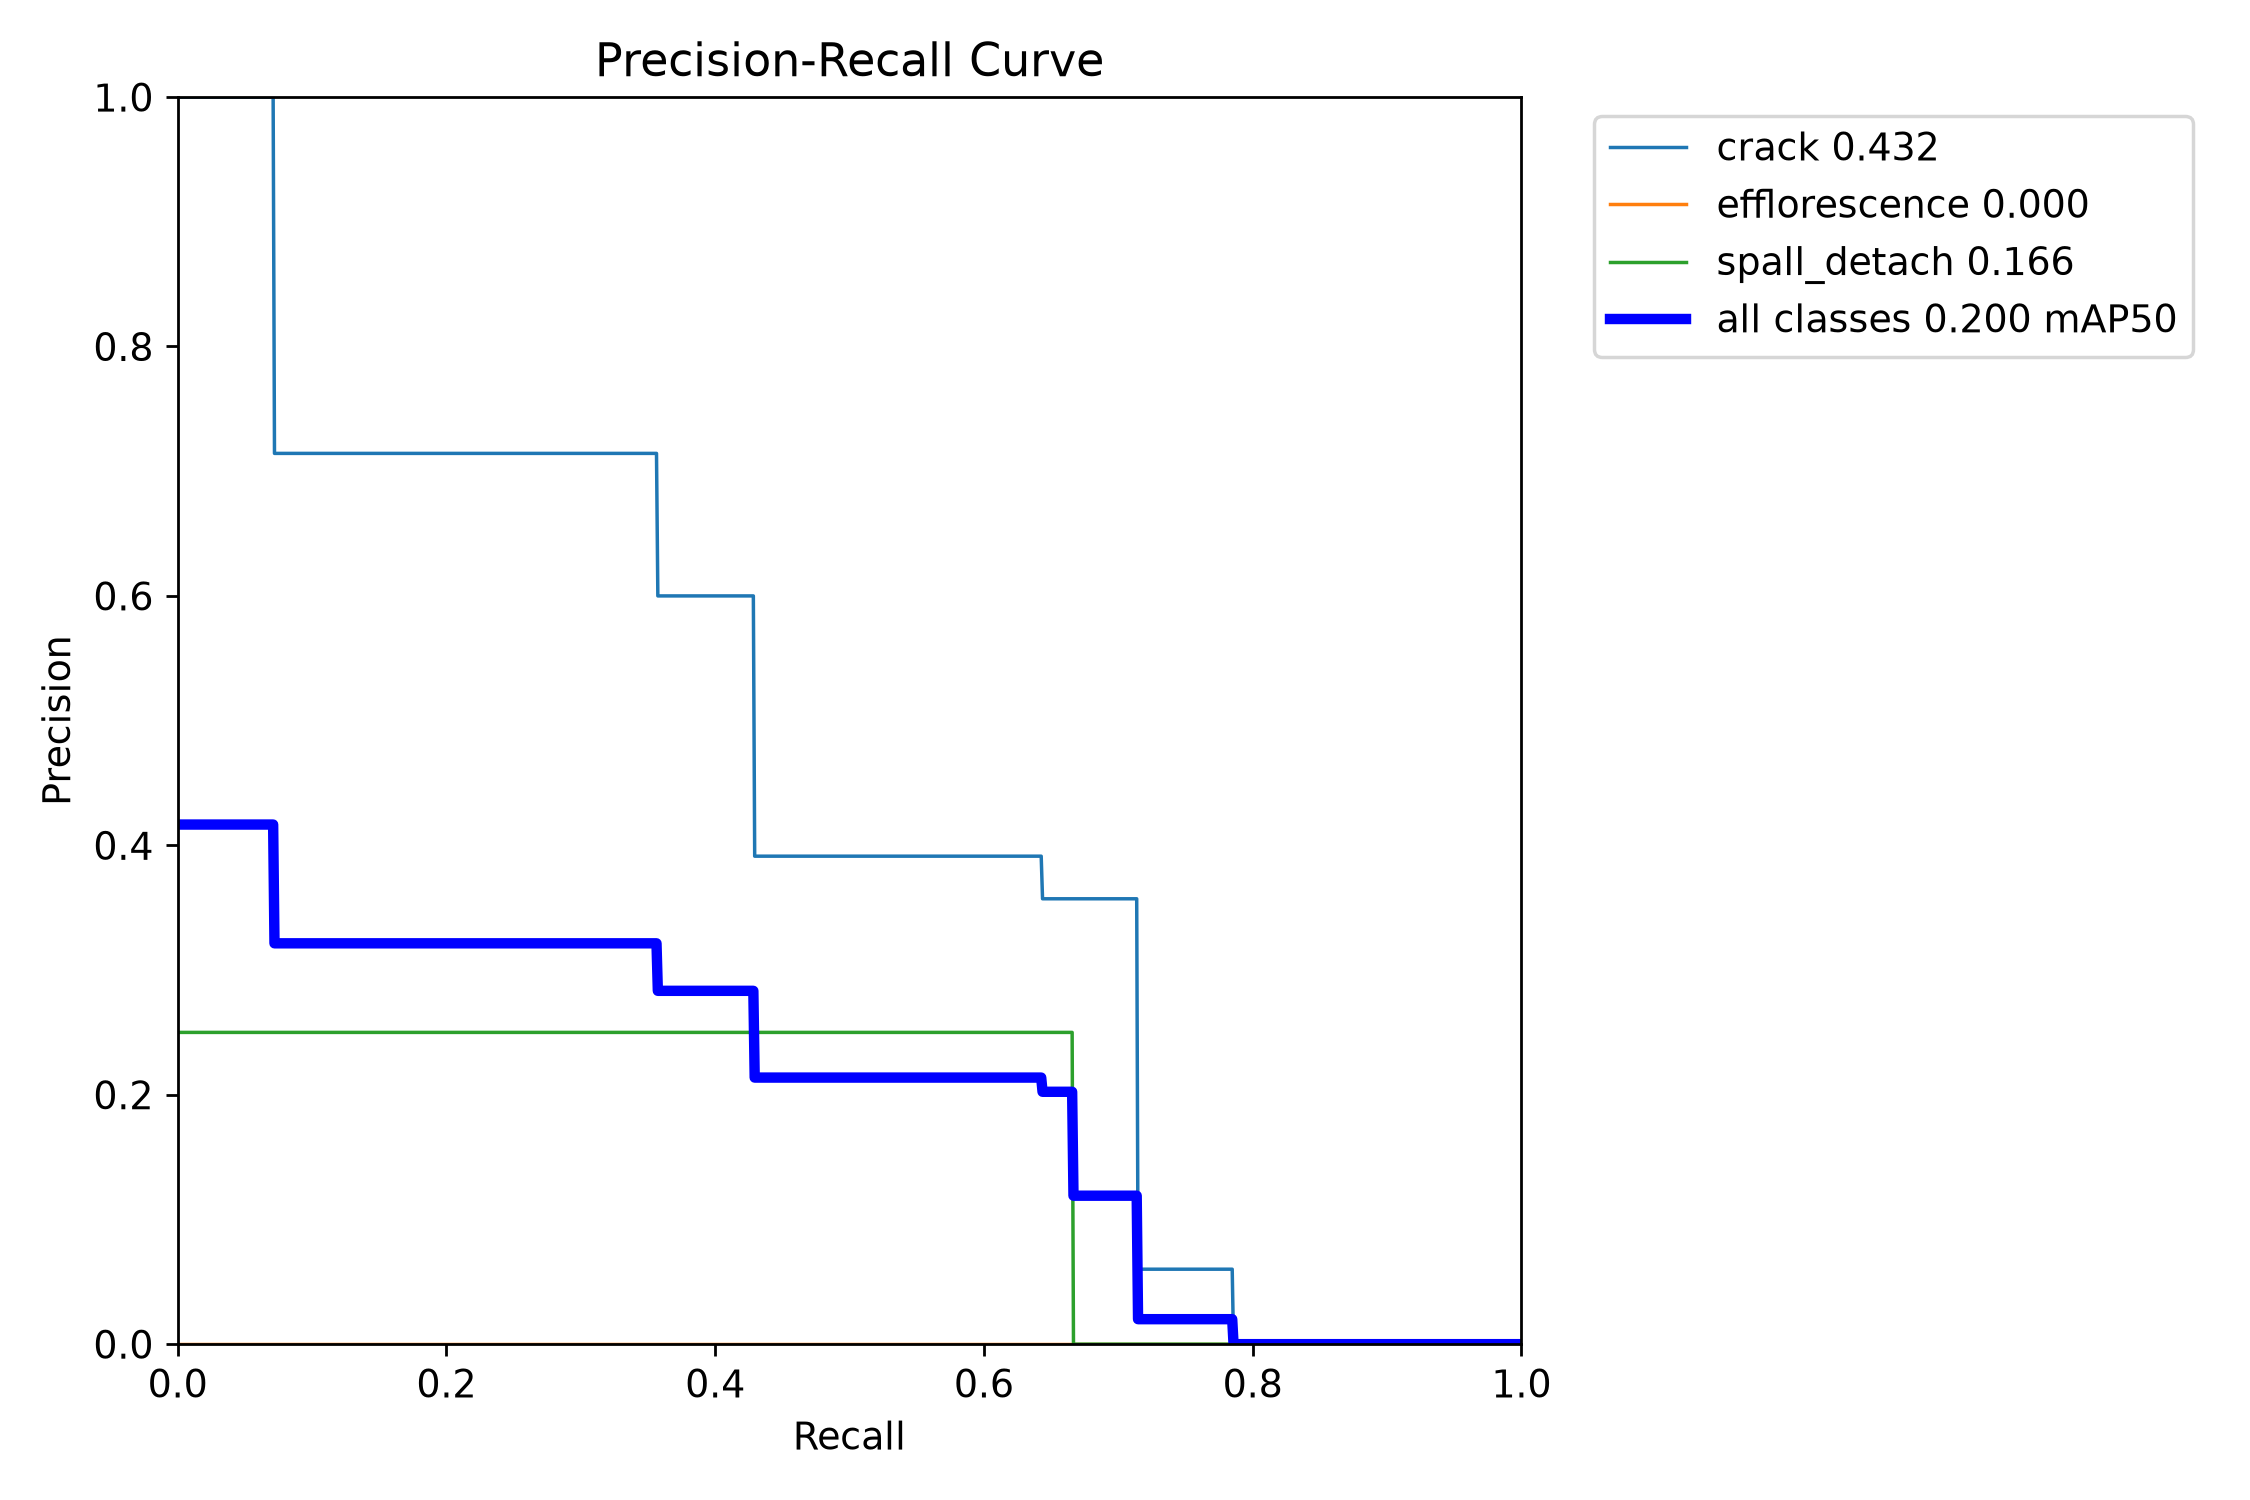 Precision-Recall Curve
crack 0.432
efflorescence 0.000
spall_detach 0.166
all classes 0.200 mAP50
Precision
1.0
0.8
0.6
0.4
0.2
0.0
0.0 0.2 0.4 0.6 0.8 1.0
Recall